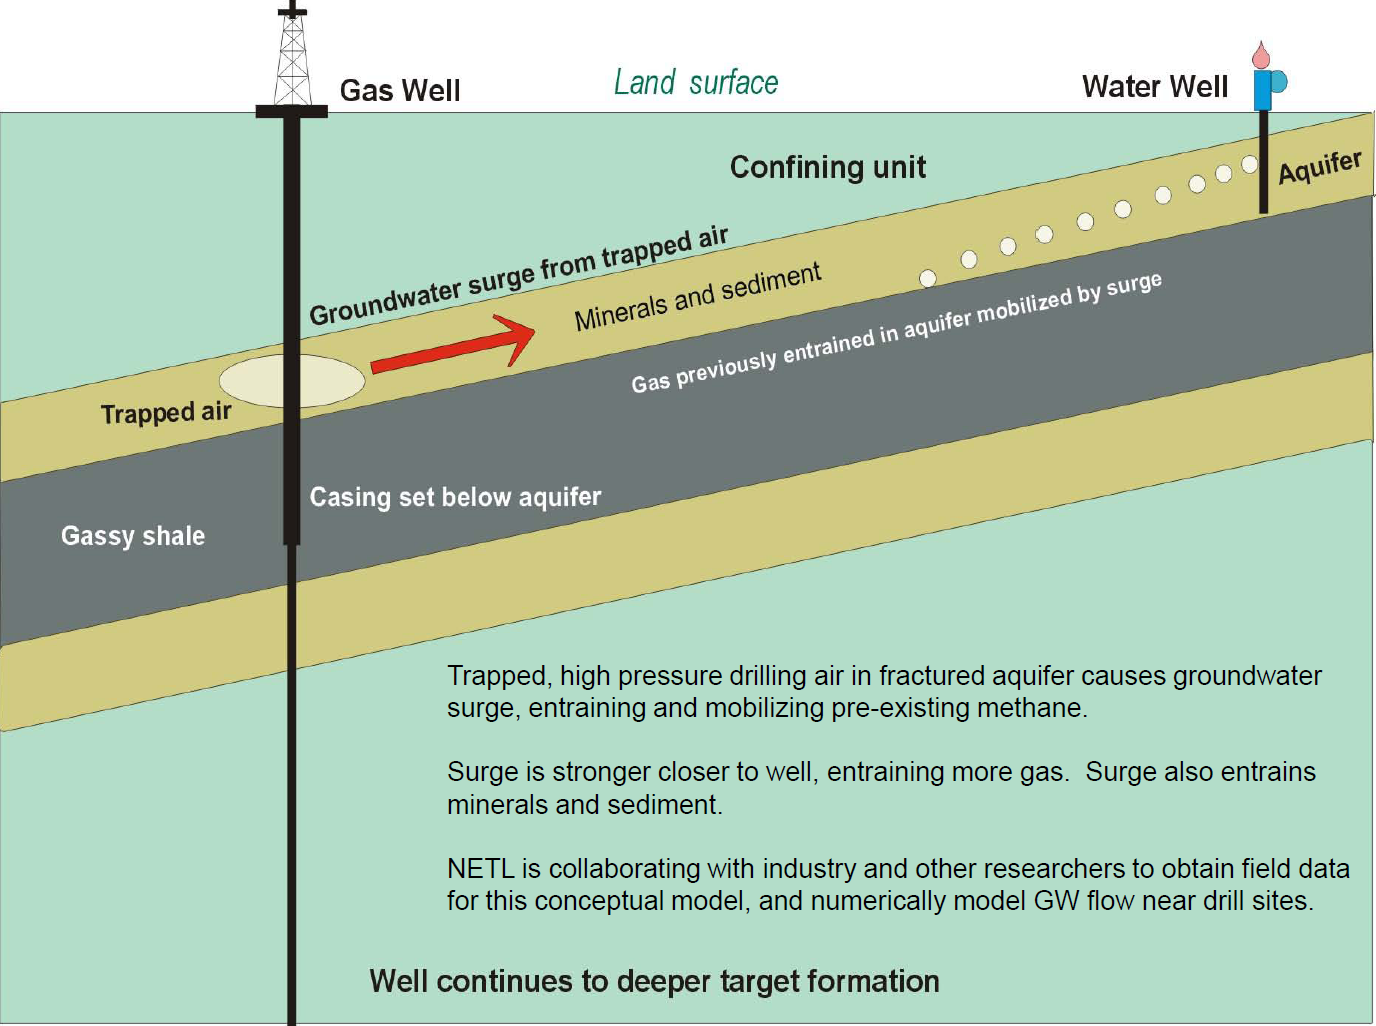 Gas Well
Land surface
Water Well
Confining unit
Aquifer
Groundwater surge from trapped air
Minerals and sediment
Gas previously entrained in aquifer mobilized by surge
Trapped air
Casing set below aquifer
Gassy shale
Trapped, high pressure drilling air in fractured aquifer causes groundwater
surge, entraining and mobilizing pre-existing methane.
Surge is stronger closer to well, entraining more gas.  Surge also entrains
minerals and sediment.
NETL is collaborating with industry and other researchers to obtain field data
for this conceptual model, and numerically model GW flow near drill sites.
Well continues to deeper target formation